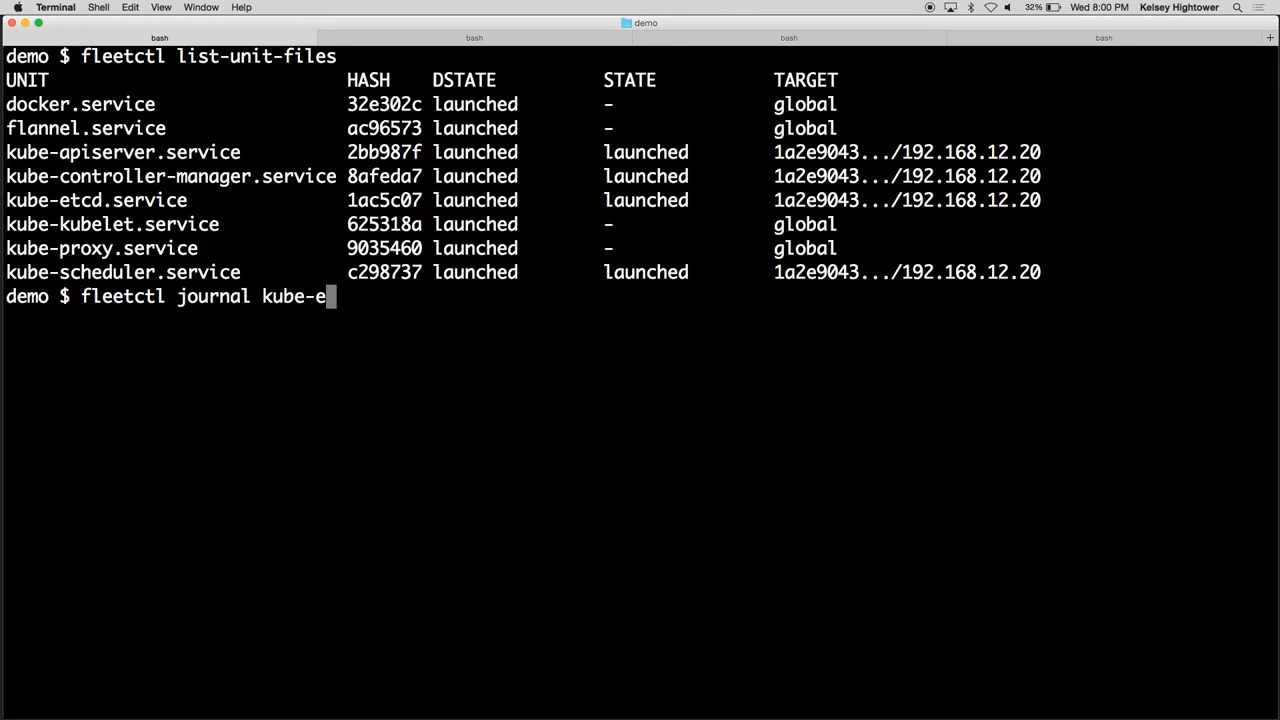 Terminal Shell Edit View Window Help 32% Wed 8:00 PM Kelsey Hightower
demo
bash bash bash bash +
demo $ fleetctl list-unit-files
UNIT HASH DSTATE STATE TARGET
docker.service 32e302c launched - global
flannel.service ac96573 launched - global
kube-apiserver.service 2bb987f launched launched 1a2e9043.../192.168.12.20
kube-controller-manager.service 8afeda7 launched launched 1a2e9043.../192.168.12.20
kube-etcd.service 1ac5c07 launched launched 1a2e9043.../192.168.12.20
kube-kubelet.service 625318a launched - global
kube-proxy.service 9035460 launched - global
kube-scheduler.service c298737 launched launched 1a2e9043.../192.168.12.20
demo $ fleetctl journal kube-e